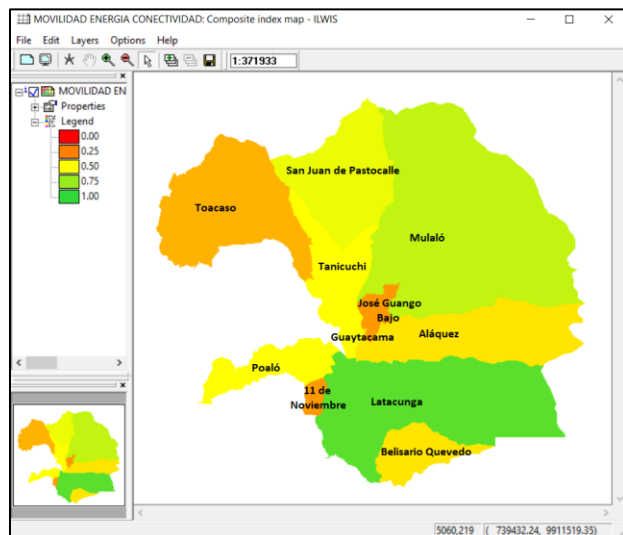 MOVILIDAD ENERGIA CONECTIVIDAD: Composite index map - ILWIS
File Edit Layers Options Help
1:371933
MOVILIDAD EN
Properties
Legend
0.00
0.25
0.50
0.75
1.00
San Juan de Pastocalle
Toacaso
Mulaló
Tanicuchi
José Guango
Bajo
Aláquez
Guaytacama
Poaló
11 de
Noviembre
Latacunga
Belisario Quevedo
5060,219 ( 739432.24, 9911519.35)